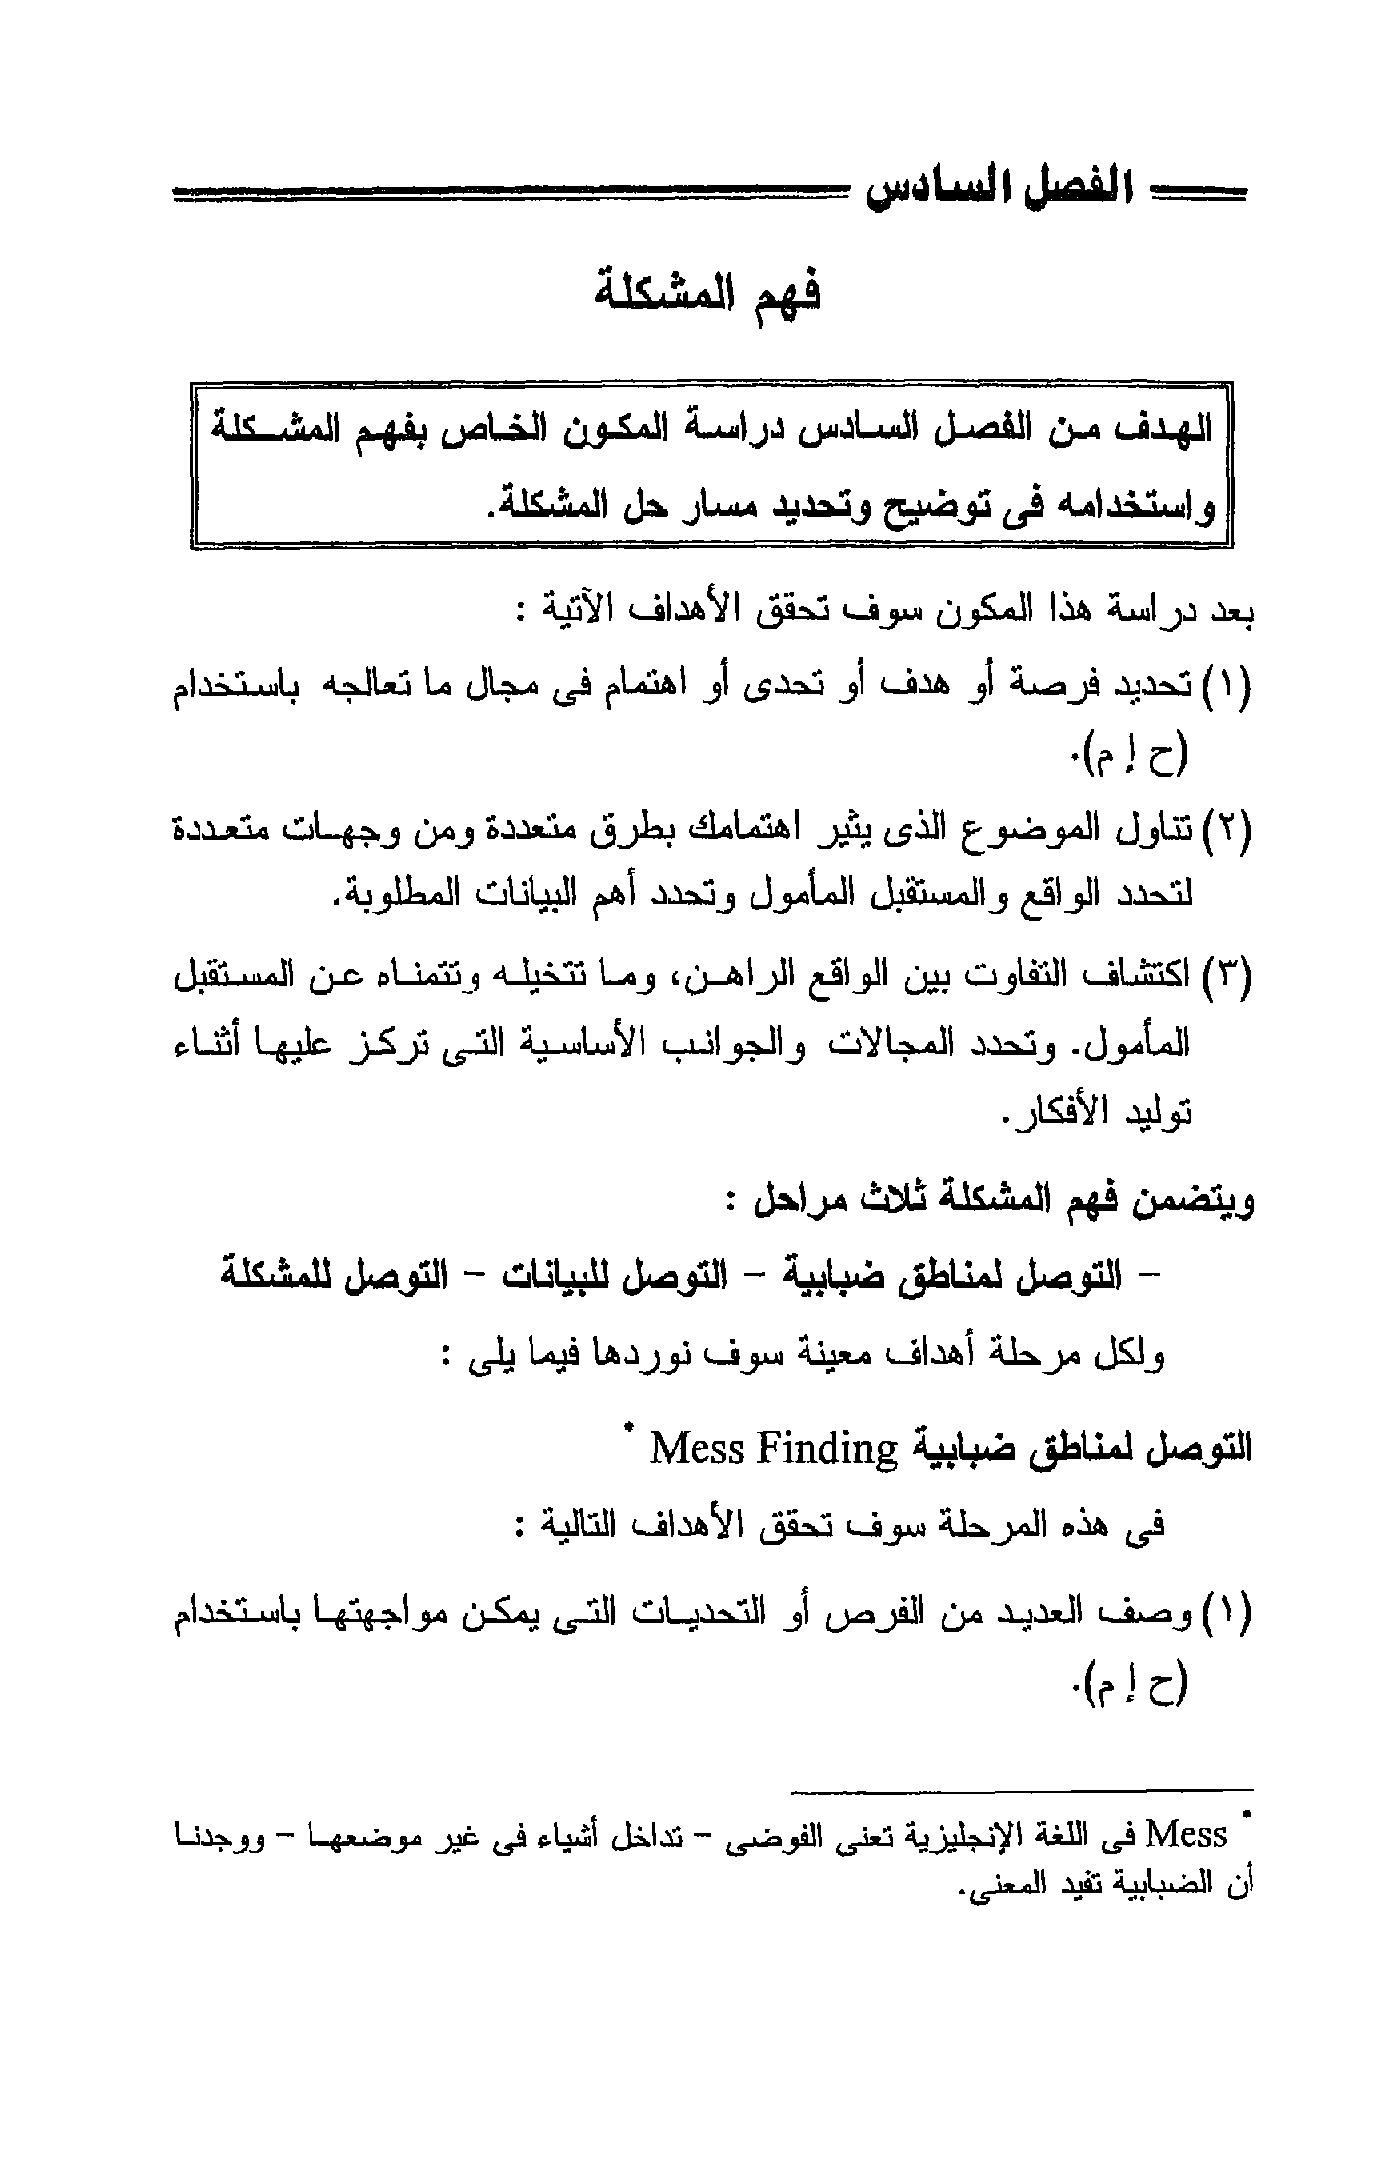 الفصل السادس
فهم المشكلة
الهدف من الفصل السادس دراسة المكون الخاص بفهم المشكلة
واستخدامه فى توضيح وتحديد مسار حل المشكلة.
بعد دراسة هذا المكون سوف تحقق الأهداف الآتية :
(١) تحديد فرصة أو هدف أو تحدى أو اهتمام فى مجال ما تعالجه باستخدام
(ح إ م).
(٢) تتناول الموضوع الذى يثير اهتمامك بطرق متعددة ومن وجهات متعددة
لتحدد الواقع والمستقبل المأمول وتحدد أهم البيانات المطلوبة.
(٣) اكتشاف التفاوت بين الواقع الراهن، وما تتخيله وتتمناه عن المستقبل
المأمول. وتحدد المجالات والجوانب الأساسية التى تركز عليها أثناء
توليد الأفكار.
ويتضمن فهم المشكلة ثلاث مراحل :
- التوصل لمناطق ضبابية - التوصل للبيانات - التوصل للمشكلة
ولكل مرحلة أهداف معينة سوف نوردها فيما يلى :
التوصل لمناطق ضبابية Mess Finding *
فى هذه المرحلة سوف تحقق الأهداف التالية :
(١) وصف العديد من الفرص أو التحديات التى يمكن مواجهتها باستخدام
(ح إ م).
* Mess فى اللغة الإنجليزية تعنى الفوضى - تداخل أشياء فى غير موضعها - ووجدنا
أن الضبابية تفيد المعنى.